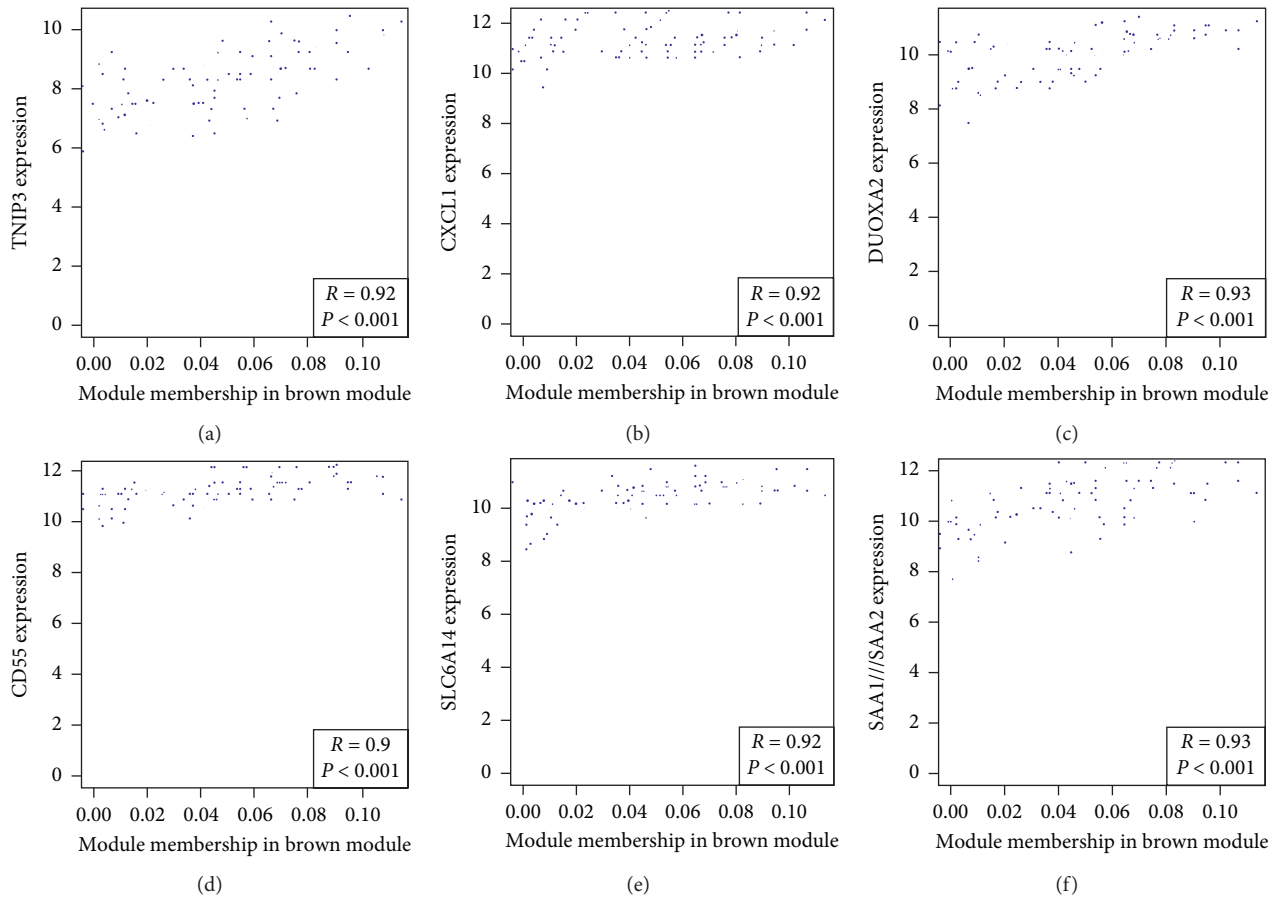 TNIP3 expression
10
8
6
4
2
0
R = 0.92
P < 0.001
0.00 0.02 0.04 0.06 0.08 0.10
Module membership in brown module
(a)
CXCL1 expression
12
10
8
6
4
2
0
R = 0.92
P < 0.001
0.00 0.02 0.04 0.06 0.08 0.10
Module membership in brown module
(b)
DUOXA2 expression
10
8
6
4
2
0
R = 0.93
P < 0.001
0.00 0.02 0.04 0.06 0.08 0.10
Module membership in brown module
(c)
CD55 expression
12
10
8
6
4
2
0
R = 0.9
P < 0.001
0.00 0.02 0.04 0.06 0.08 0.10
Module membership in brown module
(d)
SLC6A14 expression
10
8
6
4
2
0
R = 0.92
P < 0.001
0.00 0.02 0.04 0.06 0.08 0.10
Module membership in brown module
(e)
SAA1///SAA2 expression
12
10
8
6
4
2
0
R = 0.93
P < 0.001
0.00 0.02 0.04 0.06 0.08 0.10
Module membership in brown module
(f)